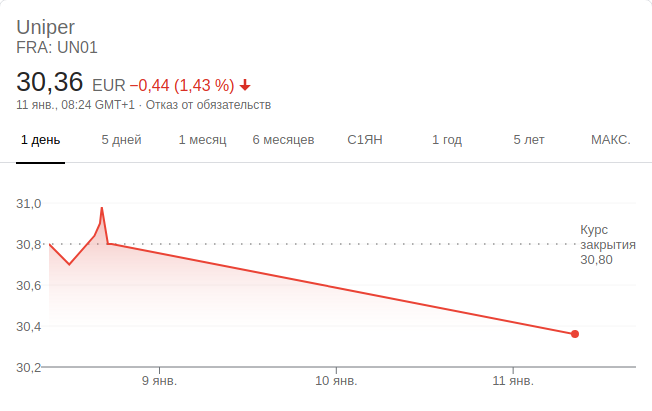 Uniper
FRA: UN01
30,36 EUR −0,44 (1,43 %)
11 янв., 08:24 GMT+1 · Отказ от обязательств
1 день 5 дней 1 месяц 6 месяцев С1ЯН 1 год 5 лет МАКС.
31,0
Курс
30,8 закрытия
30,80
30,6
30,4
30,2
9 янв. 10 янв. 11 янв.